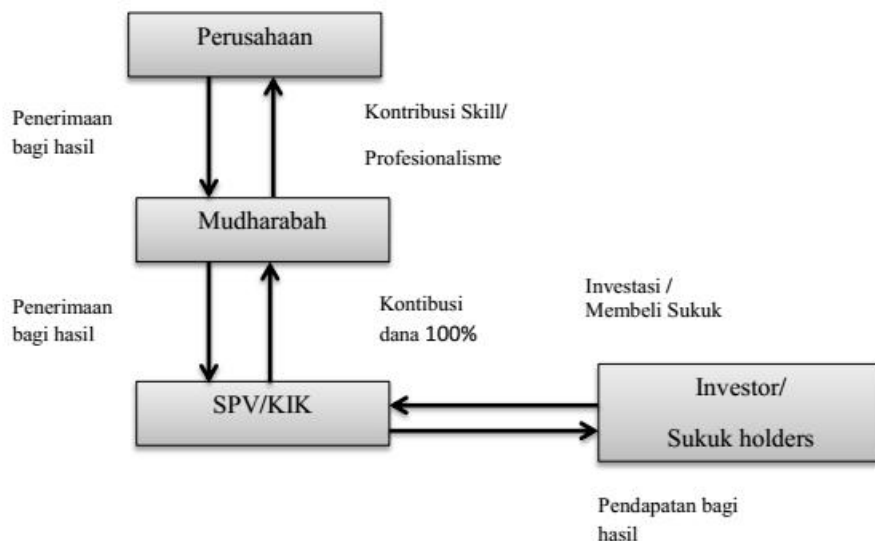 Perusahaan
Penerimaan
bagi hasil
Kontribusi Skill/
Profesionalisme
Mudharabah
Penerimaan
bagi hasil
Kontibusi
dana 100%
Investasi /
Membeli Sukuk
SPV/KIK
Investor/
Sukuk holders
Pendapatan bagi
hasil